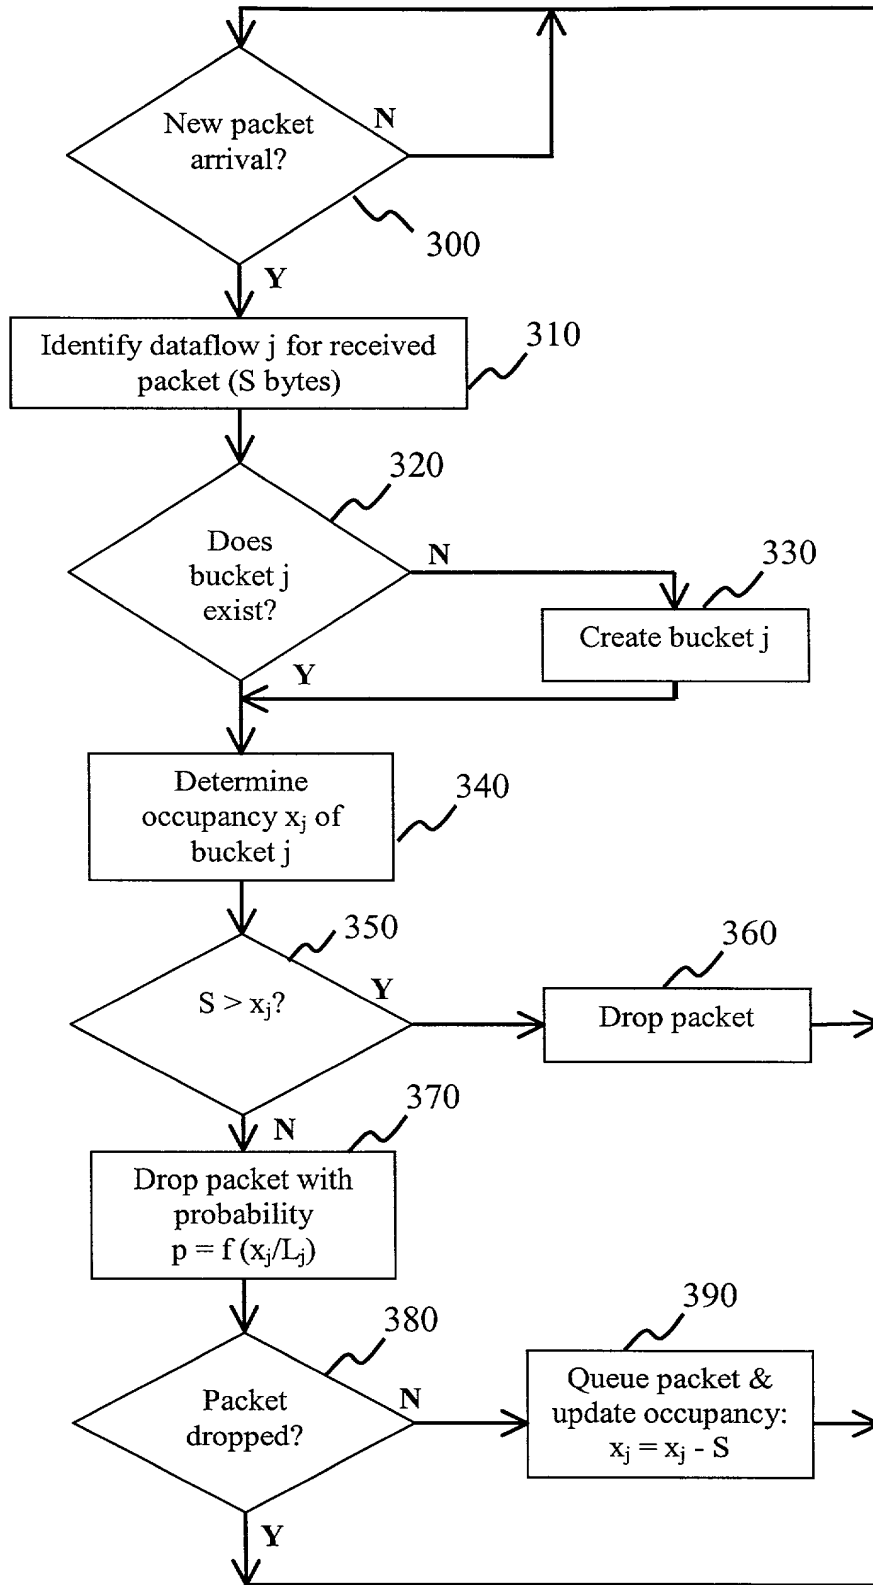 New packet
arrival?
N
300
Y
Identify dataflow j for received
packet (S bytes)
310
320
Does
bucket j
exist?
N
330
Create bucket j
Y
Determine
occupancy xj of
bucket j
340
350
S > xj?
Y
360
Drop packet
N
370
Drop packet with
probability
p = f (xj/Lj)
380
Packet
dropped?
N
390
Queue packet &
update occupancy:
xj = xj - S
Y